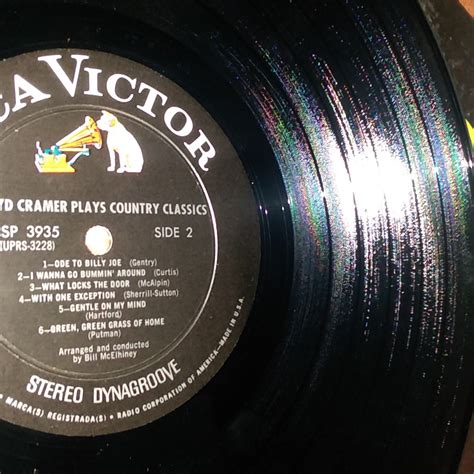 CA VICTOR
YD CRAMER PLAYS COUNTRY CLASSICS
SP 3935 SIDE 2
(UPRS-3228)
1—ODE TO BILLY JOE (Gentry)
2—I WANNA GO BUMMIN' AROUND (Curtis)
3—WHAT LOCKS THE DOOR (McAlpin)
4—WITH ONE EXCEPTION (Sherrill-Sutton)
5—GENTLE ON MY MIND
(Hartford)
6—GREEN, GREEN GRASS OF HOME
(Putman)
Arranged and conducted
by Bill McElhiney
STEREO DYNAGROOVE
• MARCA(S) REGISTRADA(S) • RADIO CORPORATION OF AMERICA—MADE IN U.S.A.